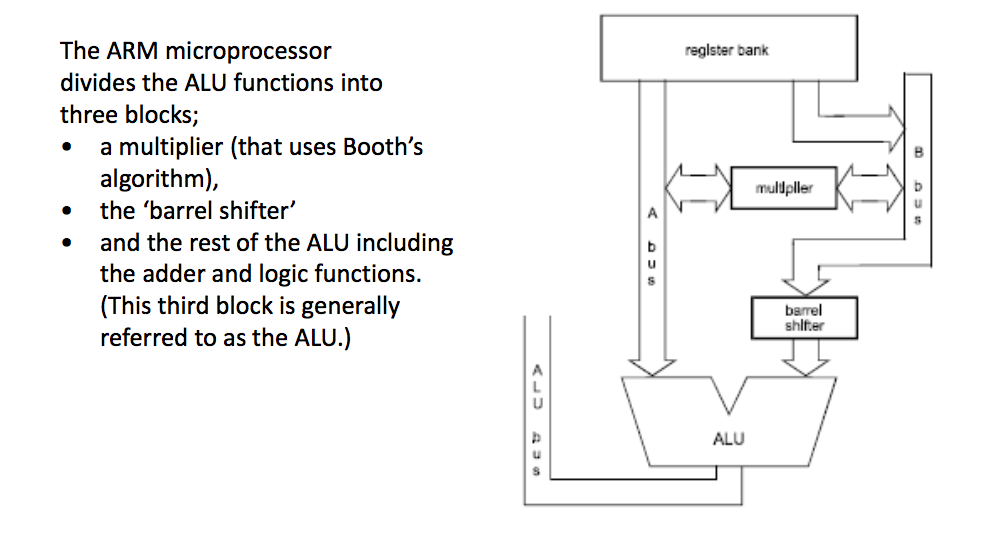 The ARM microprocessor
divides the ALU functions into
three blocks;
• a multiplier (that uses Booth’s
algorithm),
• the ‘barrel shifter’
• and the rest of the ALU including
the adder and logic functions.
(This third block is generally
referred to as the ALU.)
register bank
B bus
multiplier
A bus
barrel
shifter
ALU bus
ALU